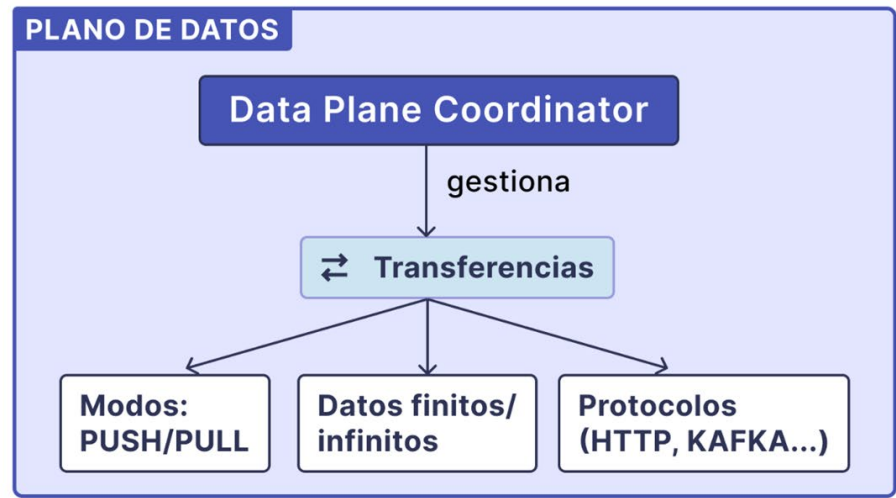 PLANO DE DATOS
Data Plane Coordinator
gestiona
Transferencias
Modos:
PUSH/PULL
Datos finitos/
infinitos
Protocolos
(HTTP, KAFKA...)